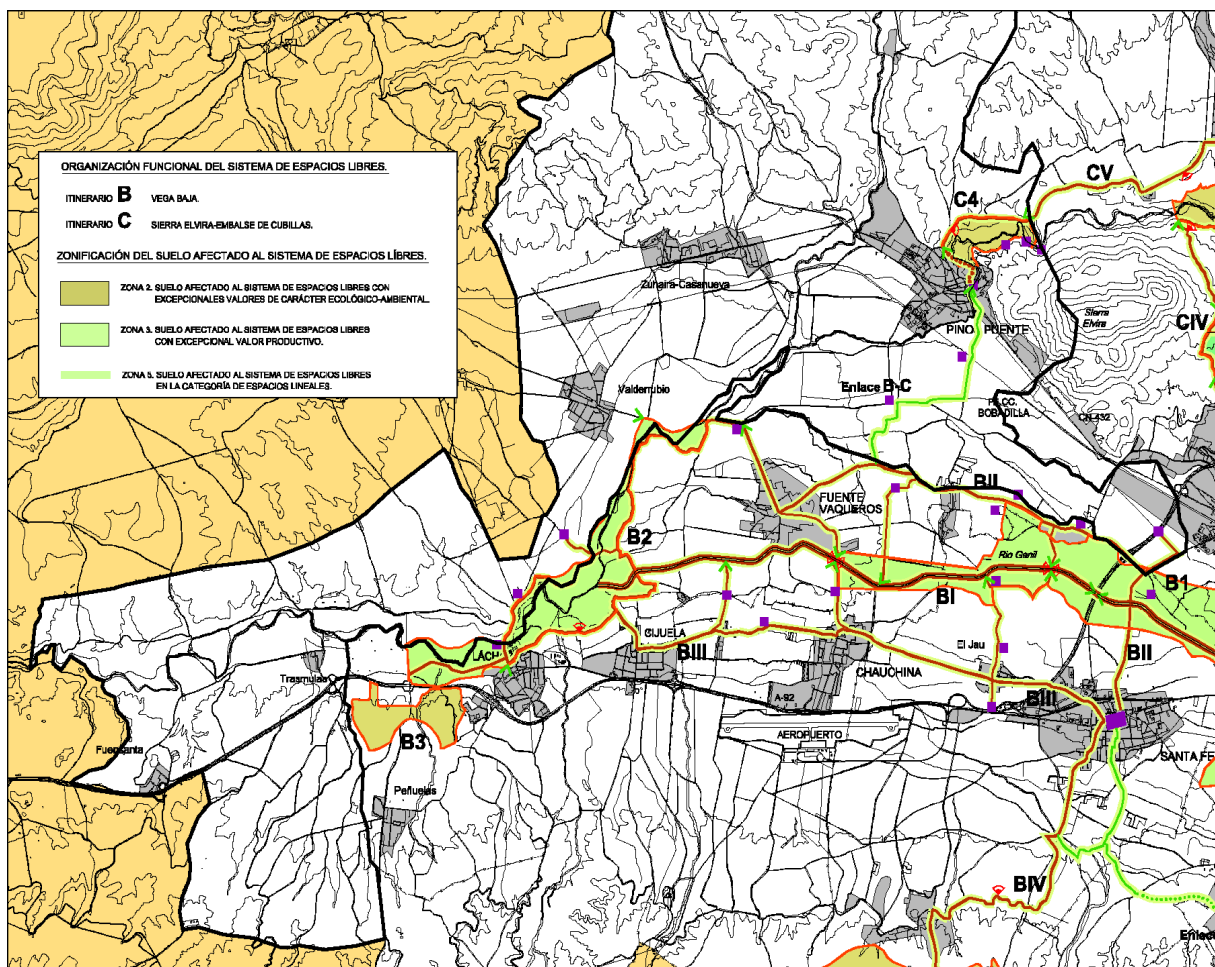 ORGANIZACIÓN FUNCIONAL DEL SISTEMA DE ESPACIOS LIBRES.
ITINERARIO B VEGA BAJA.
ITINERARIO C SIERRA ELVIRA-EMBALSE DE CUBILLAS.
ZONIFICACIÓN DEL SUELO AFECTADO AL SISTEMA DE ESPACIOS LÍBRES.
ZONA 2. SUELO AFECTADO AL SISTEMA DE ESPACIOS LIBRES CON
EXCEPCIONALES VALORES DE CARÁCTER ECOLÓGICO-AMBIENTAL.
ZONA 3. SUELO AFECTADO AL SISTEMA DE ESPACIOS LIBRES
CON EXCEPCIONAL VALOR PRODUCTIVO.
ZONA 5. SUELO AFECTADO AL SISTEMA DE ESPACIOS LIBRES
EN LA CATEGORÍA DE ESPACIOS LINEALES.
CV
C4
Zujaira-Casanueva
Sierra
Elvira
CIV
PINO PUENTE
Valderrubio
Enlace B-C
BOBADILLA
CN-432
BII
FUENTE
VAQUEROS
B2
Rio Genil
B1
BI
CIJUELA
BIII
El Jau
BII
LACH
CHAUCHINA
Trasmulas
A-92
BIII
B3
AEROPUERTO
Fuensanta
SANTA FE
Peñuelas
BIV
Enlac